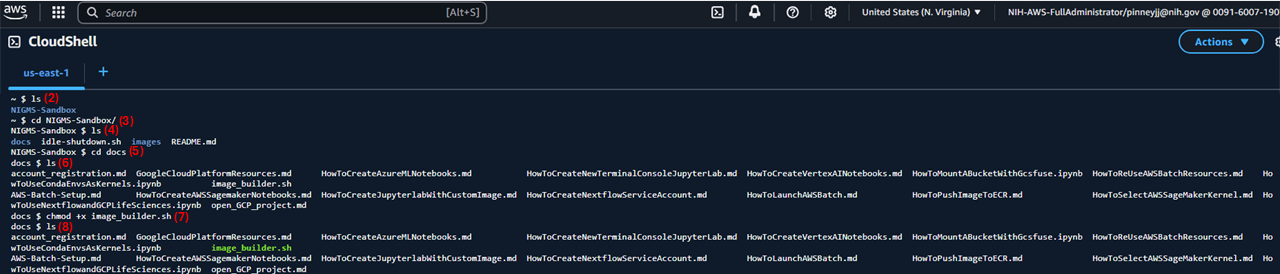 aws Search [Alt+S] United States (N. Virginia) ▼ NIH-AWS-FullAdministrator/pinneyjj@nih.gov @ 0091-6007-190
CloudShell Actions ▼
us-east-1 +
~ $ ls (2)
NIGMS-Sandbox
~ $ cd NIGMS-Sandbox/ (3)
NIGMS-Sandbox $ ls (4)
docs idle-shutdown.sh images README.md
NIGMS-Sandbox $ cd docs (5)
docs $ ls (6)
account_registration.md GoogleCloudPlatformResources.md HowToCreateAzureMLNotebooks.md HowToCreateNewTerminalConsoleJupyterLab.md HowToCreateVertexAINotebooks.md HowToMountABucketWithGcsfuse.ipynb HowToReUseAWSBatchResources.md Ho
wToUseCondaEnvsAsKernels.ipynb image_builder.sh
AWS-Batch-Setup.md HowToCreateAWSSagemakerNotebooks.md HowToCreateJupyterlabWithCustomImage.md HowToCreateNextflowServiceAccount.md HowToLaunchAWSBatch.md HowToPushImageToECR.md HowToSelectAWSSageMakerKernel.md Ho
wToUseNextflowandGCPLifeSciences.ipynb open_GCP_project.md
docs $ chmod +x image_builder.sh (7)
docs $ ls (8)
account_registration.md GoogleCloudPlatformResources.md HowToCreateAzureMLNotebooks.md HowToCreateNewTerminalConsoleJupyterLab.md HowToCreateVertexAINotebooks.md HowToMountABucketWithGcsfuse.ipynb HowToReUseAWSBatchResources.md Ho
wToUseCondaEnvsAsKernels.ipynb image_builder.sh
AWS-Batch-Setup.md HowToCreateAWSSagemakerNotebooks.md HowToCreateJupyterlabWithCustomImage.md HowToCreateNextflowServiceAccount.md HowToLaunchAWSBatch.md HowToPushImageToECR.md HowToSelectAWSSageMakerKernel.md Ho
wToUseNextflowandGCPLifeSciences.ipynb open_GCP_project.md